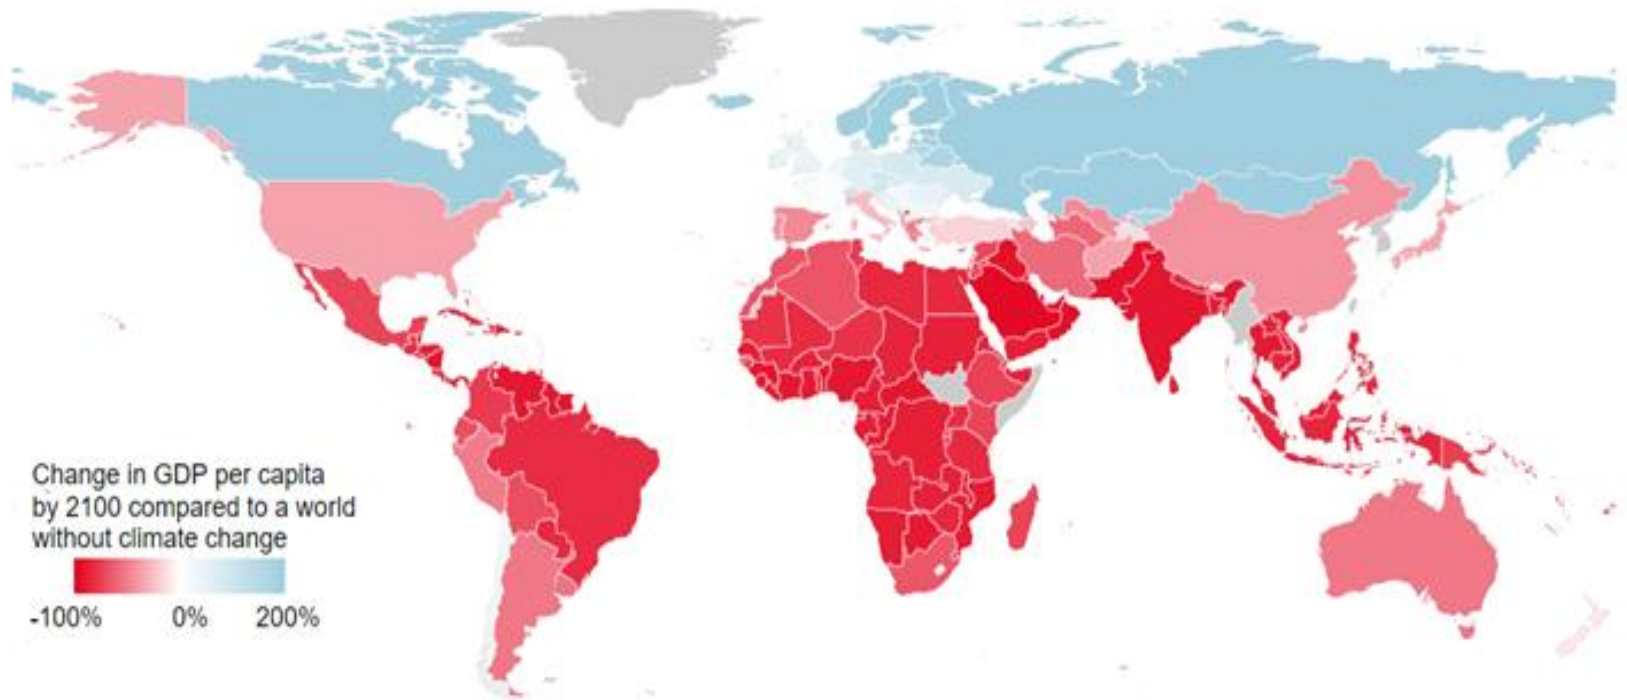 Change in GDP per capita
by 2100 compared to a world
without climate change
-100% 0% 200%